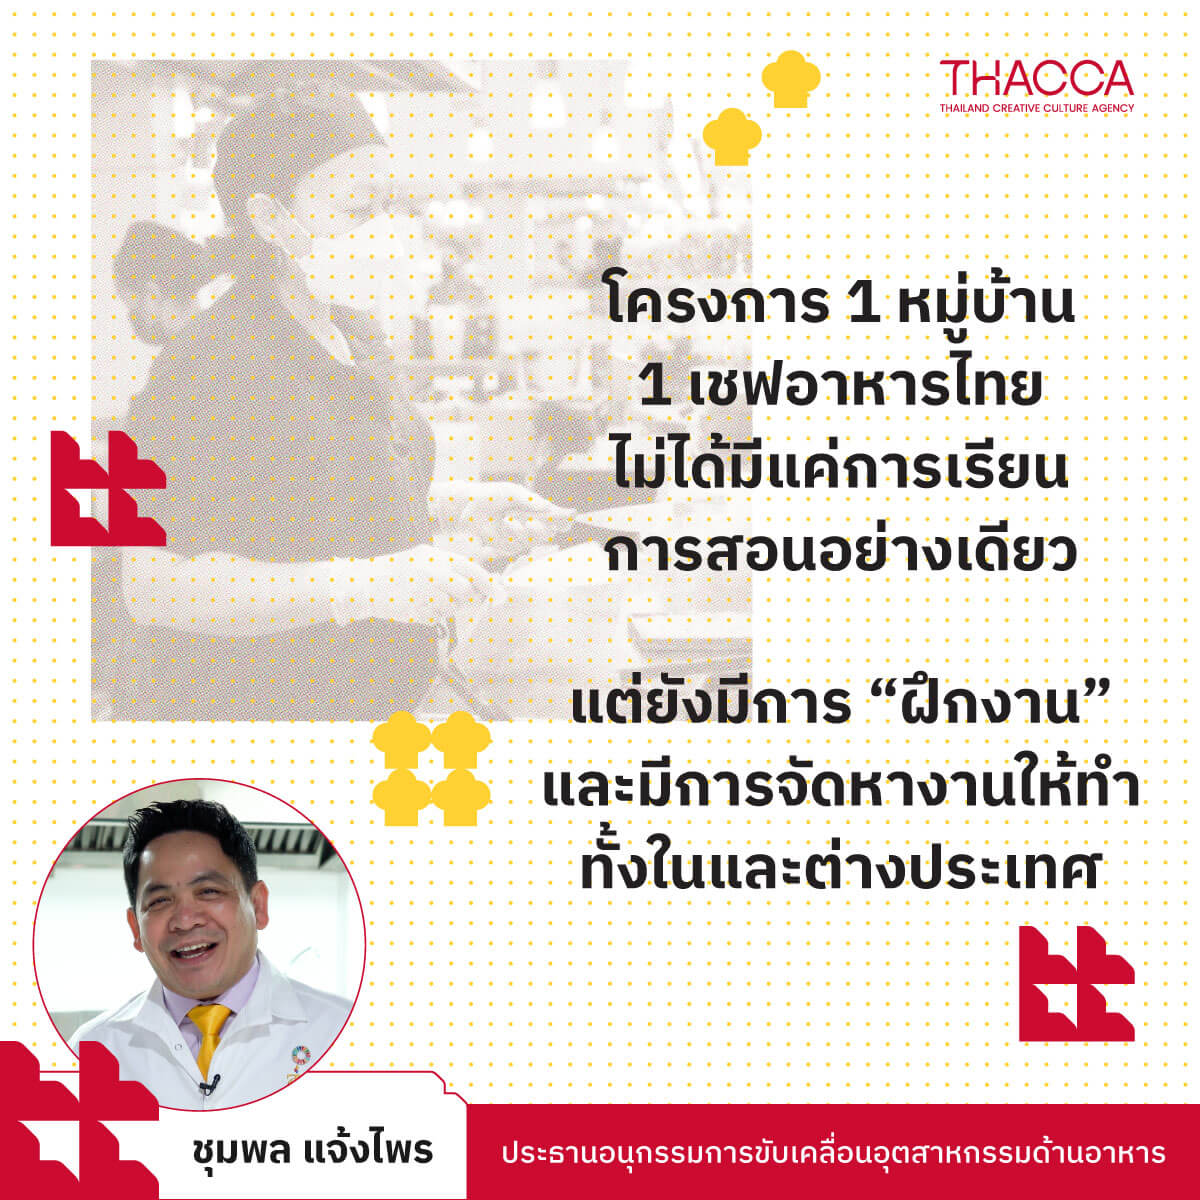 THACCA
THAILAND CREATIVE CULTURE AGENCY
โครงการ 1 หมู่บ้าน
1 เชฟอาหารไทย
ไม่ได้มีแค่การเรียน
การสอนอย่างเดียว
แต่ยังมีการ “ฝึกงาน”
และมีการจัดหางานให้ทำ
ทั้งในและต่างประเทศ
ชุมพล แจ้งไพร
ประธานอนุกรรมการขับเคลื่อนอุตสาหกรรมด้านอาหาร